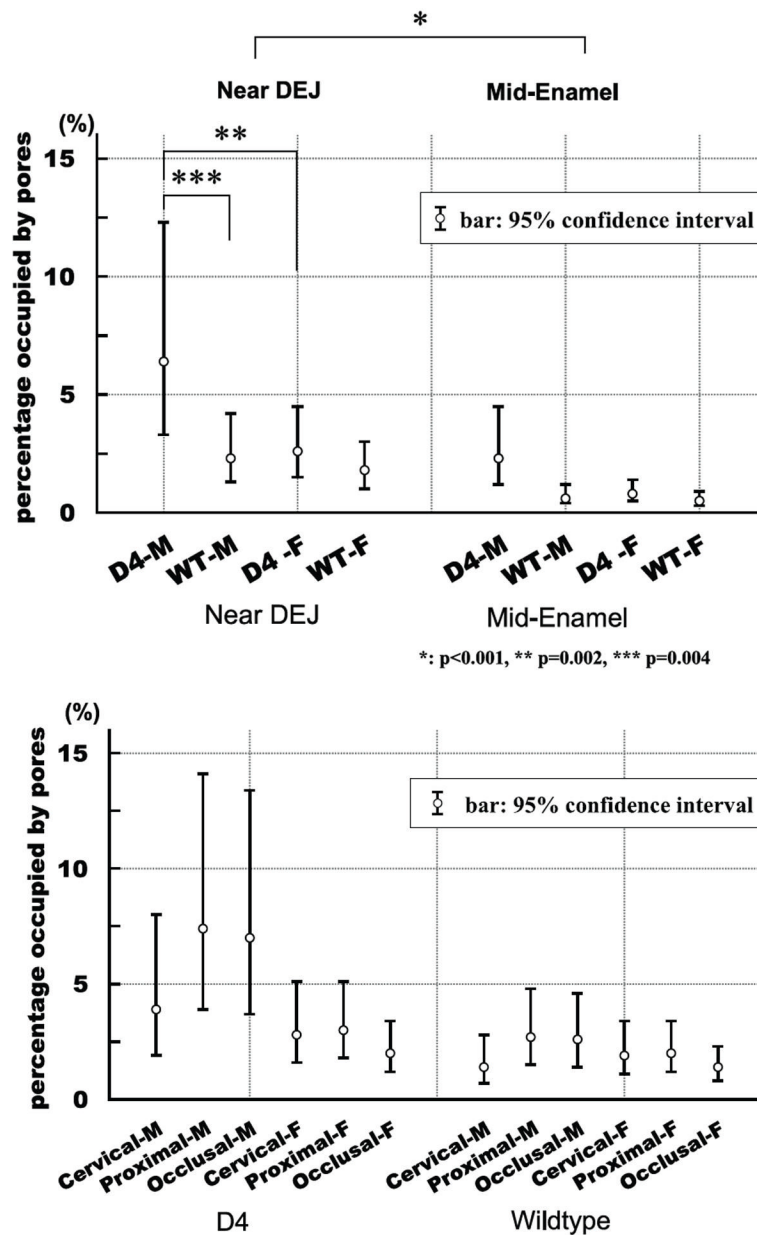 *
Near DEJ Mid-Enamel
(%)
15
**
***
bar: 95% confidence interval
10
5
0
percentage occupied by pores
D4-M WT-M D4 -F WT-F D4-M WT-M D4 -F WT-F
Near DEJ Mid-Enamel
*: p<0.001, ** p=0.002, *** p=0.004
(%)
15
bar: 95% confidence interval
10
5
0
percentage occupied by pores
Cervical-M Proximal-M Occlusal-M Cervical-F Proximal-F Occlusal-F Cervical-M Proximal-M Occlusal-M Cervical-F Proximal-F Occlusal-F
D4 Wildtype